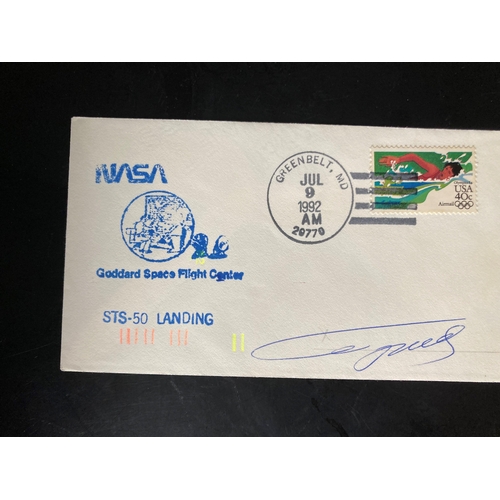 NASA
Goddard Space Flight Center
STS-50 LANDING
GREENBELT, MD
JUL
9
1992
AM
20770
USA
40c
Airmail